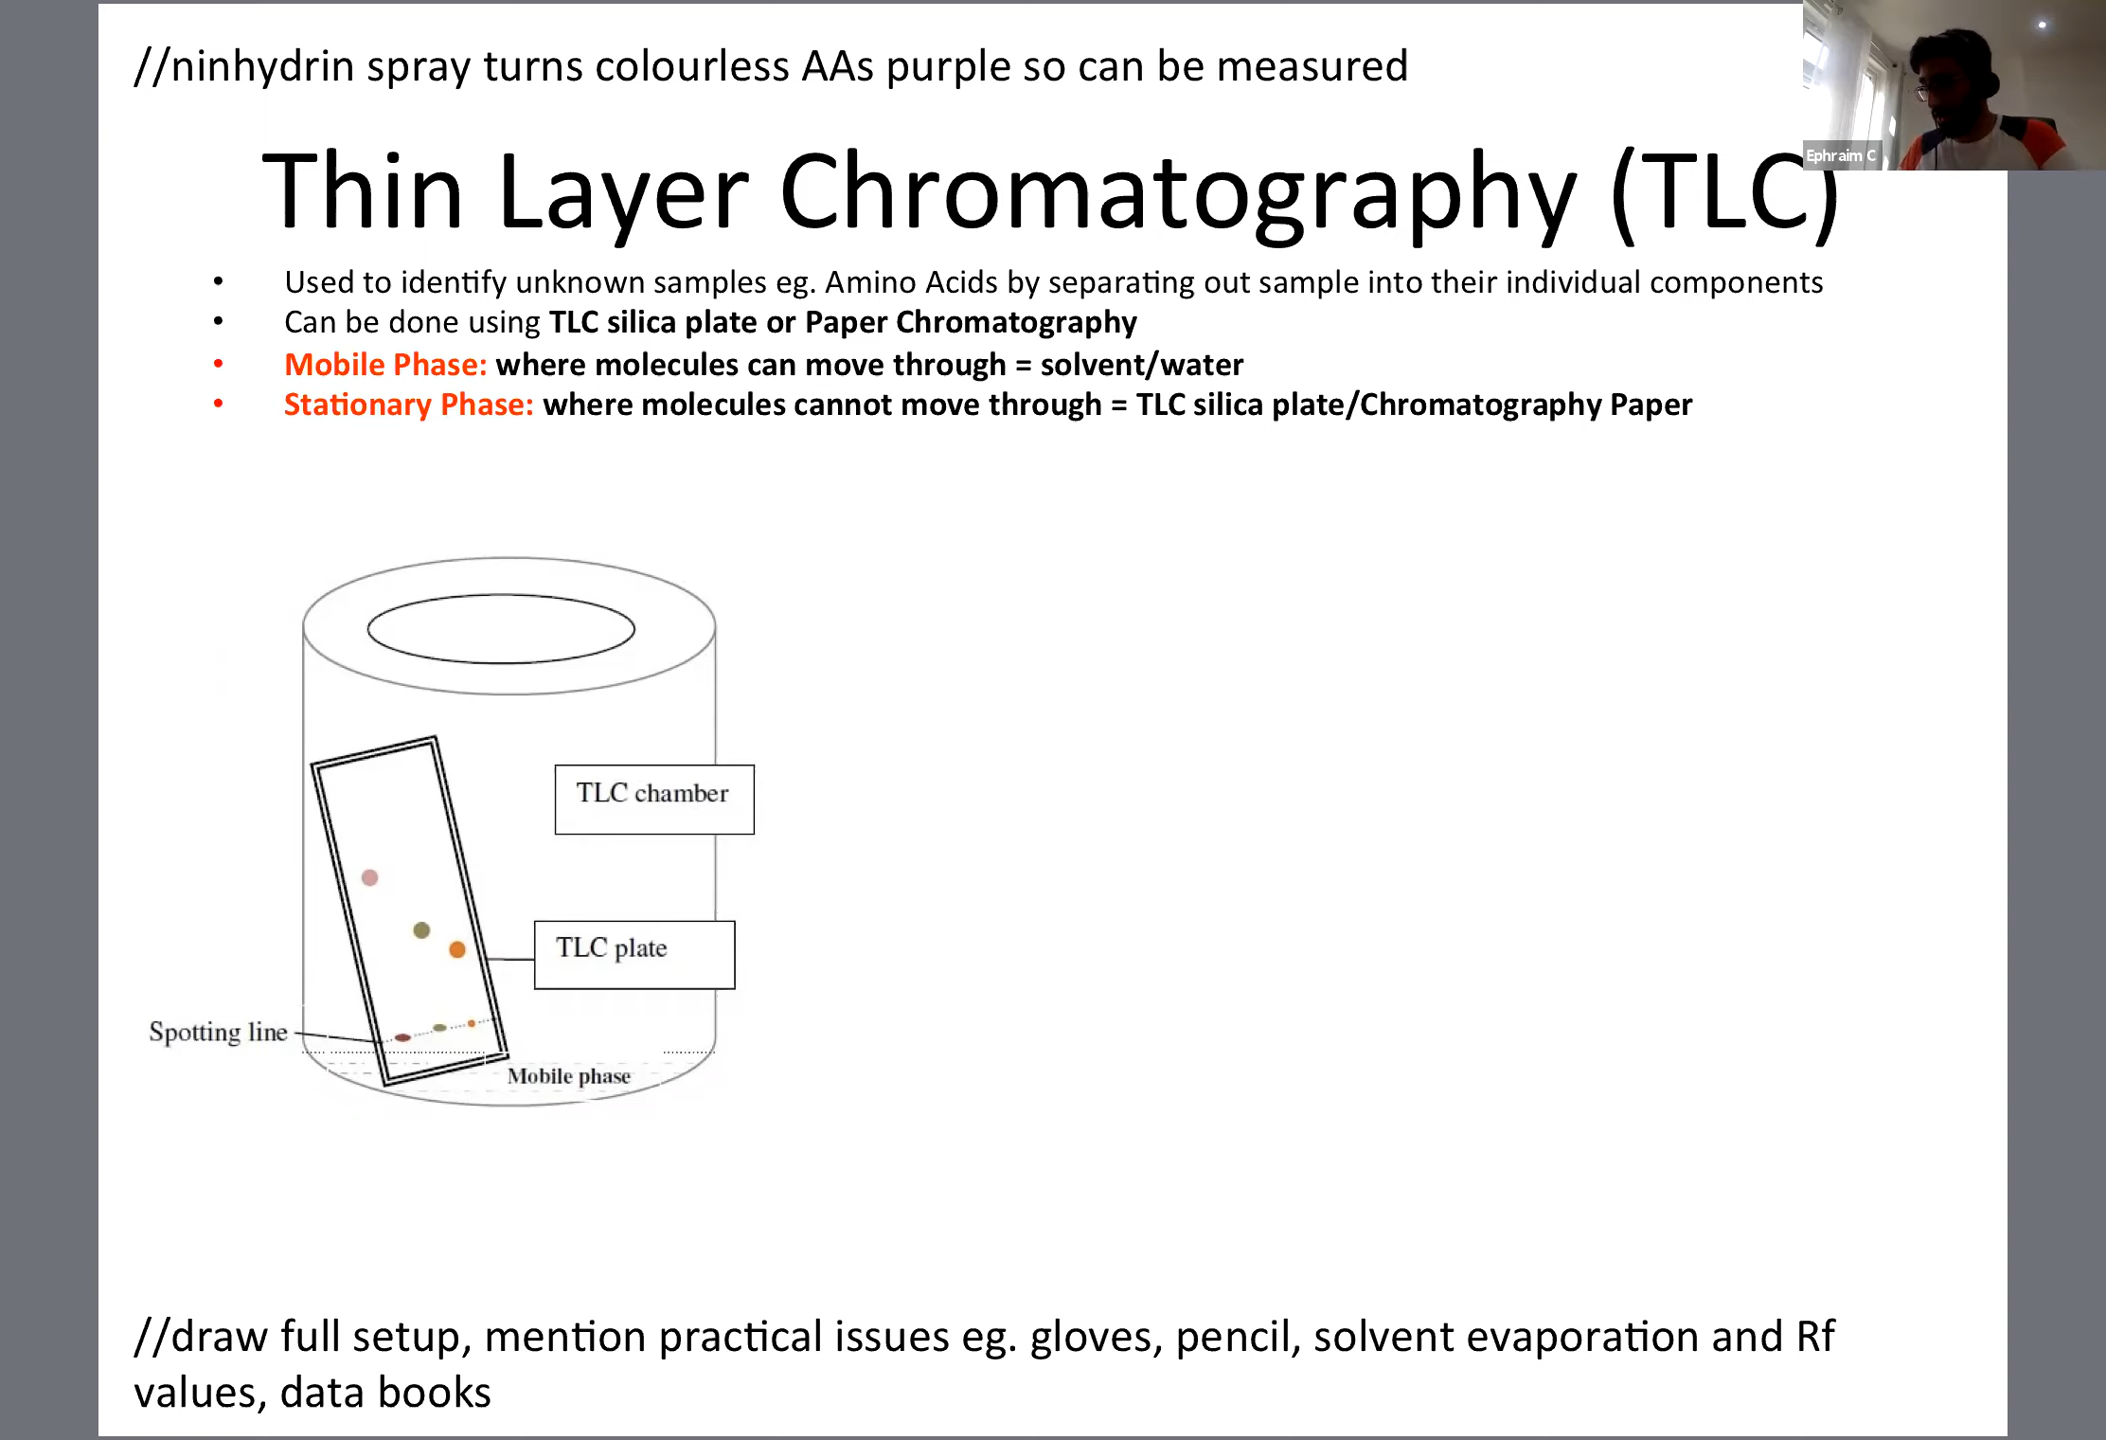 //ninhydrin spray turns colourless AAs purple so can be measured
Ephraim C
Thin Layer Chromatography (TLC)
• Used to identify unknown samples eg. Amino Acids by separating out sample into their individual components
• Can be done using TLC silica plate or Paper Chromatography
• Mobile Phase: where molecules can move through = solvent/water
• Stationary Phase: where molecules cannot move through = TLC silica plate/Chromatography Paper
TLC chamber
TLC plate
Spotting line
Mobile phase
//draw full setup, mention practical issues eg. gloves, pencil, solvent evaporation and Rf
values, data books